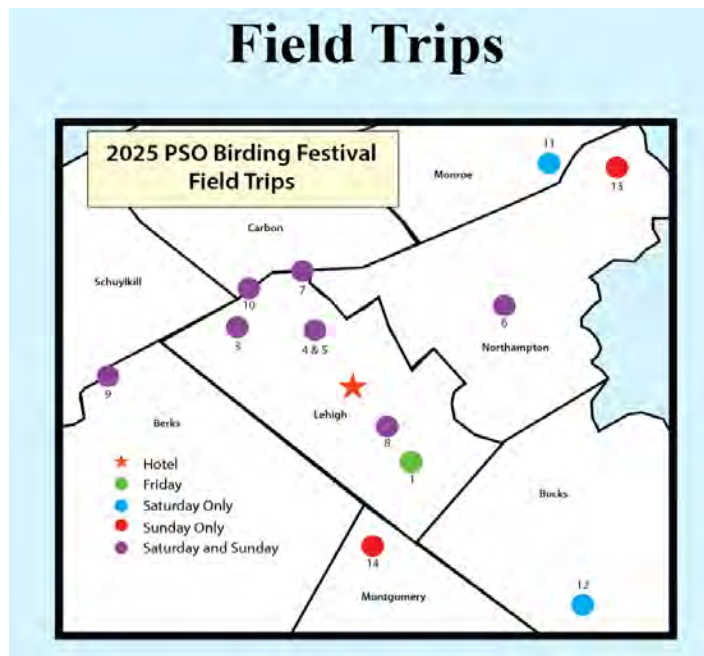 Field Trips
2025 PSO Birding Festival
Field Trips
11
Monroe
13
Carbon
Schuylkill
7
10
3
4 & 5
6
Northampton
9
Lehigh
Berks
8
1
Hotel
Friday
Saturday Only
Sunday Only
Saturday and Sunday
Bucks
14
Montgomery
12